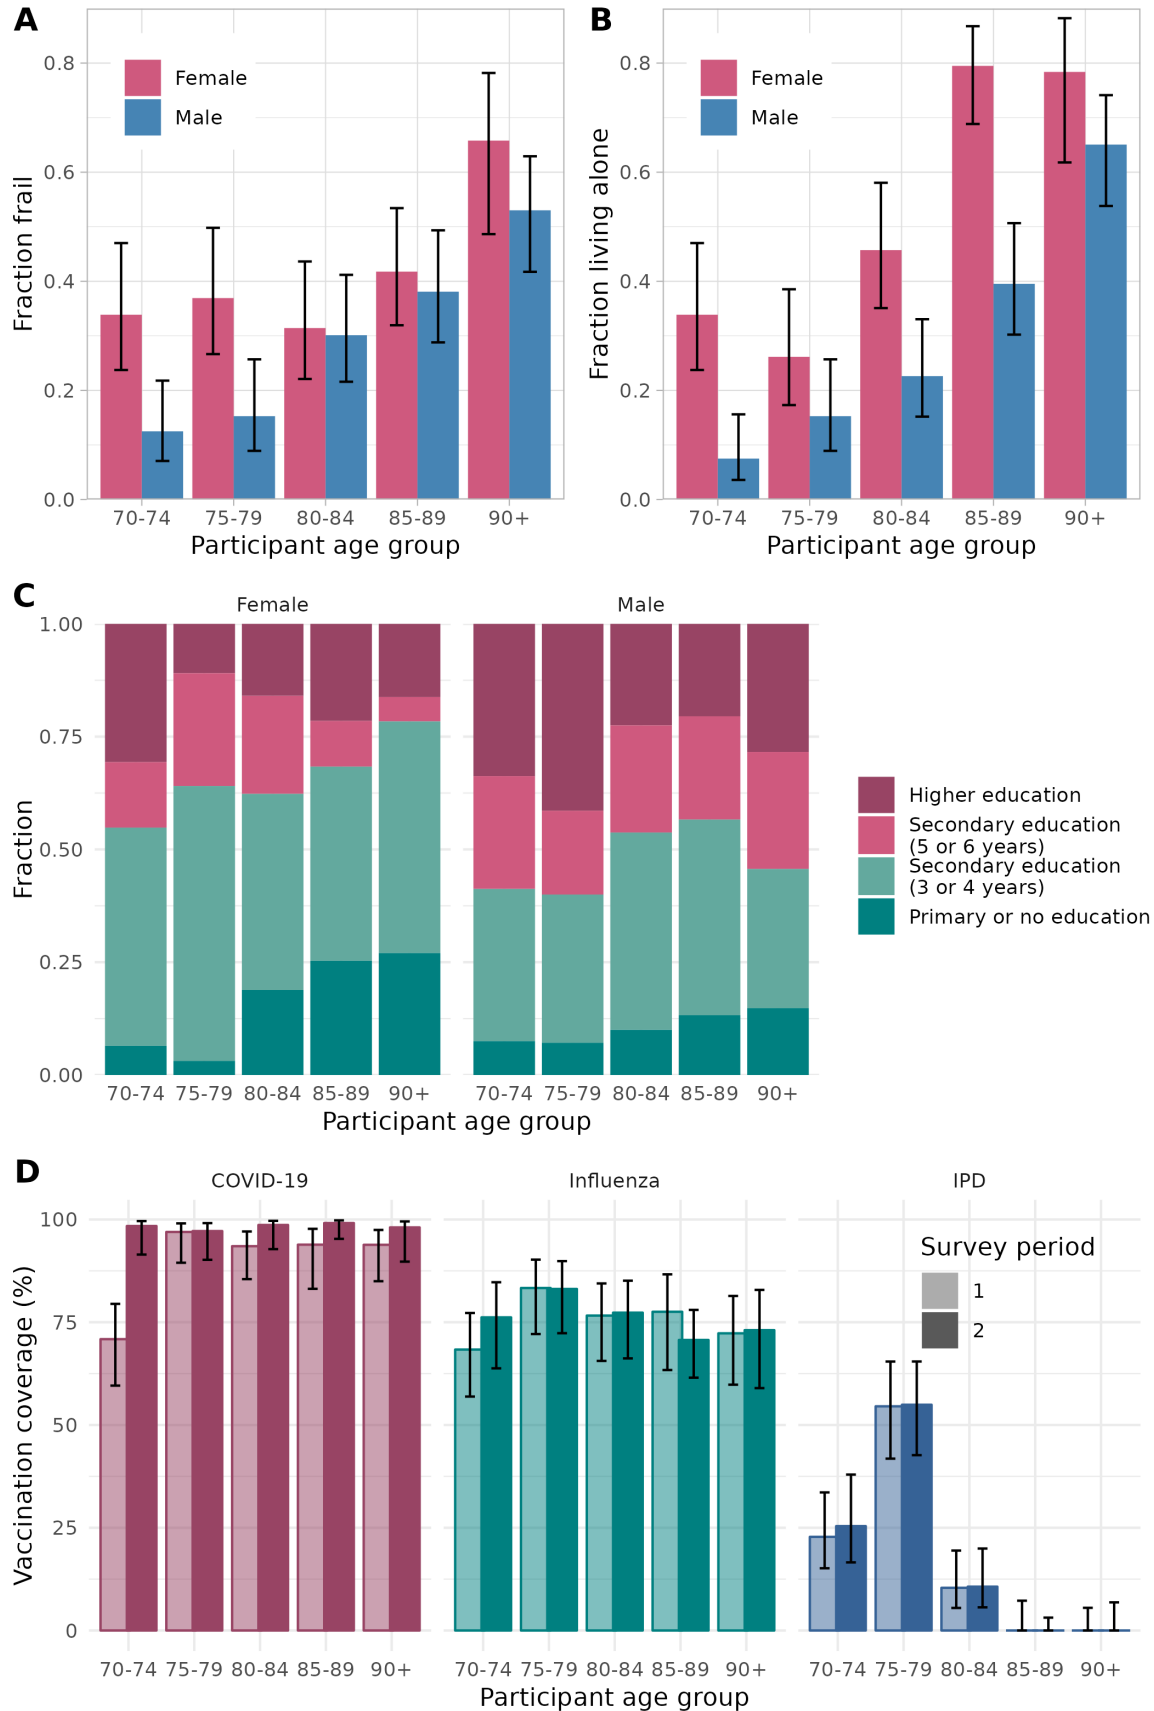 A
Fraction frail
0.8
0.6
0.4
0.2
0.0
Female
Male
70-74 75-79 80-84 85-89 90+
Participant age group
B
Fraction living alone
0.8
0.6
0.4
0.2
0.0
Female
Male
70-74 75-79 80-84 85-89 90+
Participant age group
C
Female Male
Fraction
1.00
0.75
0.50
0.25
0.00
70-74 75-79 80-84 85-89 90+ 70-74 75-79 80-84 85-89 90+
Participant age group
Higher education
Secondary education
(5 or 6 years)
Secondary education
(3 or 4 years)
Primary or no education
D
COVID-19 Influenza IPD
Vaccination coverage (%)
100
75
50
25
0
Survey period
1
2
70-74 75-79 80-84 85-89 90+ 70-74 75-79 80-84 85-89 90+ 70-74 75-79 80-84 85-89 90+
Participant age group